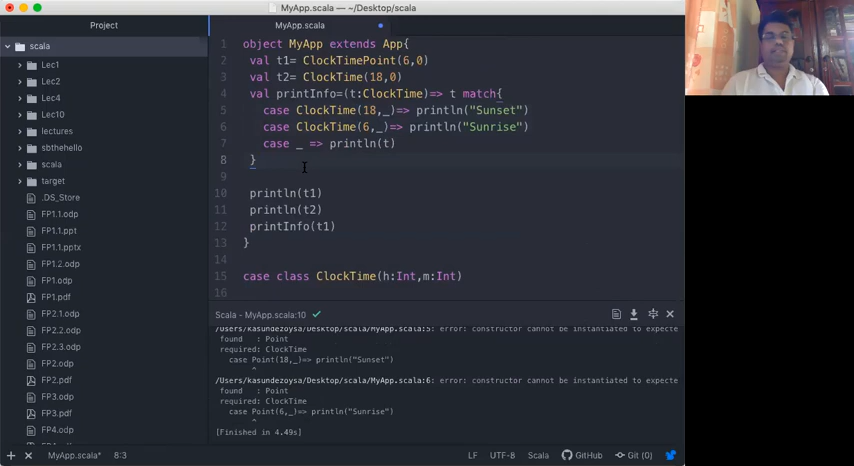 MyApp.scala — ~/Desktop/scala
Project
MyApp.scala
scala
Lec1
Lec2
Lec4
Lec10
lectures
sbthello
scala
target
.DS_Store
FP1.1.odp
FP1.1.ppt
FP1.1.pptx
FP1.2.odp
FP1.odp
FP1.pdf
FP2.1.odp
FP2.2.odp
FP2.3.odp
FP2.odp
FP2.pdf
FP3.odp
FP3.pdf
FP4.odp
1 object MyApp extends App{
2 val t1= ClockTimePoint(6,0)
3 val t2= ClockTime(18,0)
4 val printInfo=(t:ClockTime)=> t match{
5 case ClockTime(18,_)=> println("Sunset")
6 case ClockTime(6,_)=> println("Sunrise")
7 case _ => println(t)
8 }
9
10 println(t1)
11 println(t2)
12 printInfo(t1)
13 }
14
15 case class ClockTime(h:Int,m:Int)
16
Scala - MyApp.scala:10
/Users/kasundezoysa/Desktop/scala/MyApp.scala:5: error: constructor cannot be instantiated to expecte
found : Point
required: ClockTime
case Point(18,_)=> println("Sunset")
^
/Users/kasundezoysa/Desktop/scala/MyApp.scala:6: error: constructor cannot be instantiated to expecte
found : Point
required: ClockTime
case Point(6,_)=> println("Sunrise")
^
[Finished in 4.49s]
MyApp.scala* 8:3 LF UTF-8 Scala GitHub Git (0)